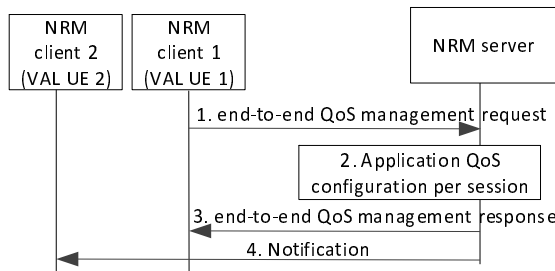 NRM
client 2
(VAL UE 2)
NRM
client 1
(VAL UE 1)
NRM server
1. end-to-end QoS management request
2. Application QoS
configuration per session
3. end-to-end QoS management response
4. Notification